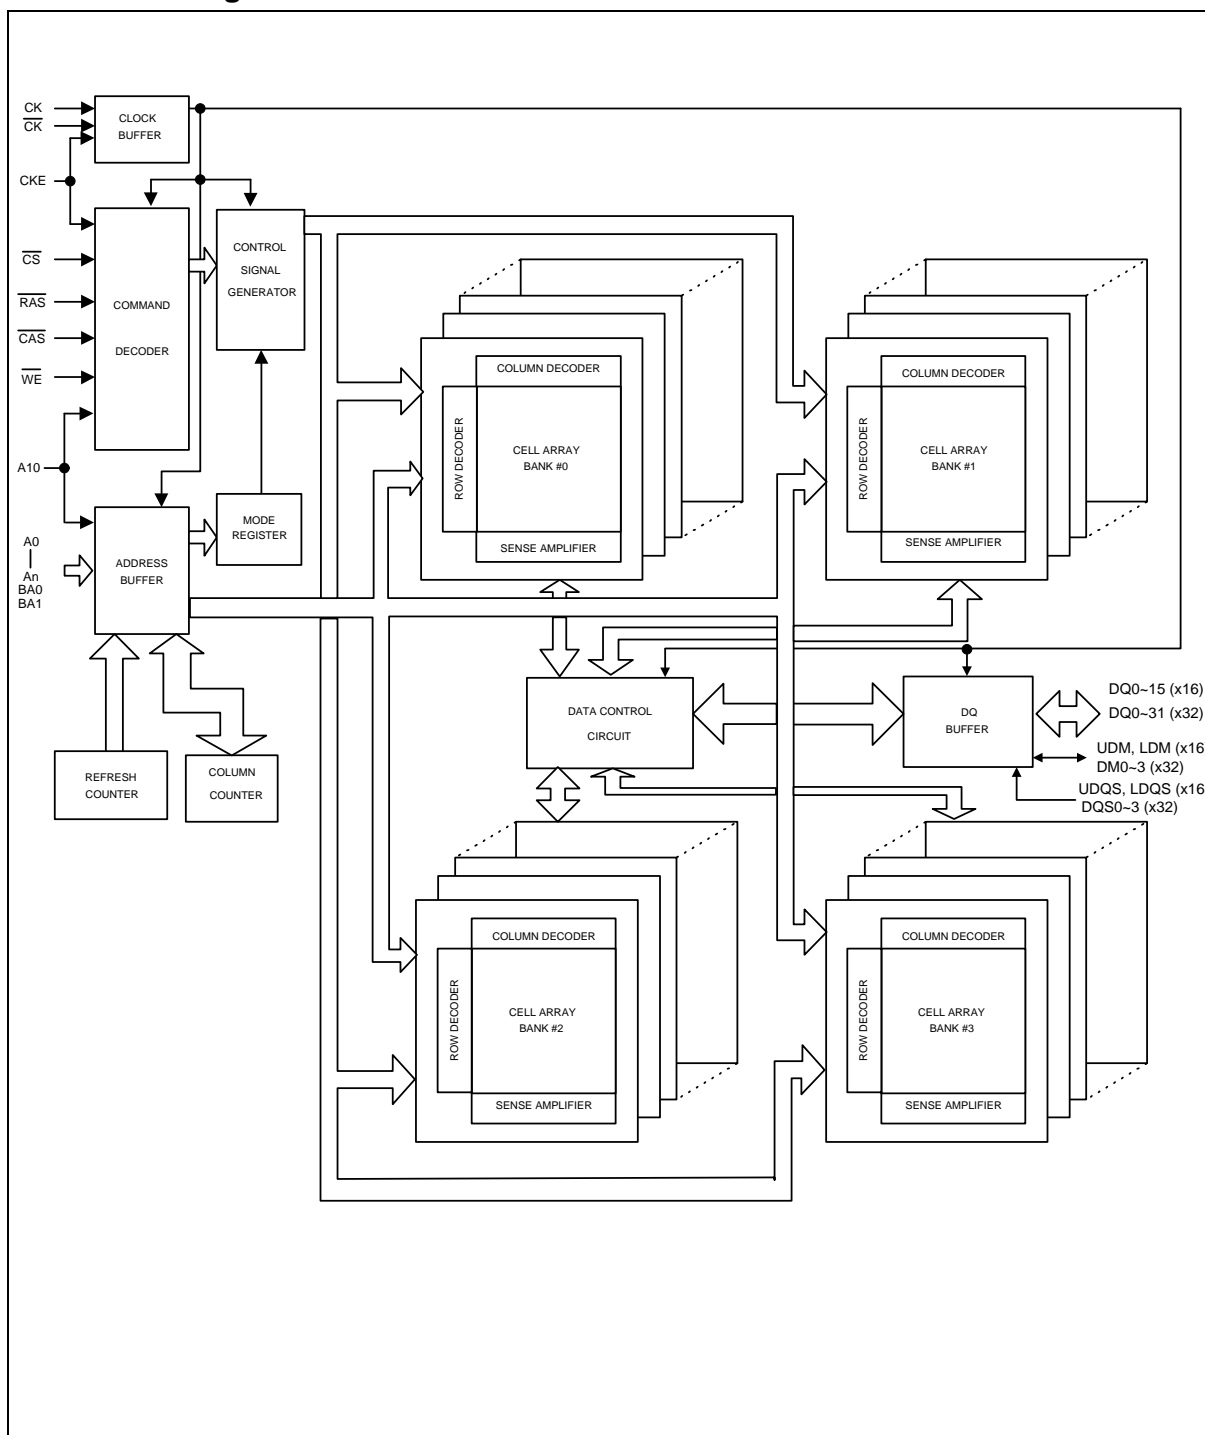 CK
CK
CLOCK
BUFFER
CKE
CS
RAS
CAS
WE
COMMAND
DECODER
CONTROL
SIGNAL
GENERATOR
A10
A0
An
BA0
BA1
ADDRESS
BUFFER
MODE
REGISTER
REFRESH
COUNTER
COLUMN
COUNTER
COLUMN DECODER
ROW DECODER
CELL ARRAY
BANK #0
SENSE AMPLIFIER
COLUMN DECODER
ROW DECODER
CELL ARRAY
BANK #1
SENSE AMPLIFIER
DATA CONTROL
CIRCUIT
DQ
BUFFER
DQ0~15 (x16)
DQ0~31 (x32)
UDM, LDM (x16
DM0~3 (x32)
UDQS, LDQS (x16
DQS0~3 (x32)
COLUMN DECODER
ROW DECODER
CELL ARRAY
BANK #2
SENSE AMPLIFIER
COLUMN DECODER
ROW DECODER
CELL ARRAY
BANK #3
SENSE AMPLIFIER